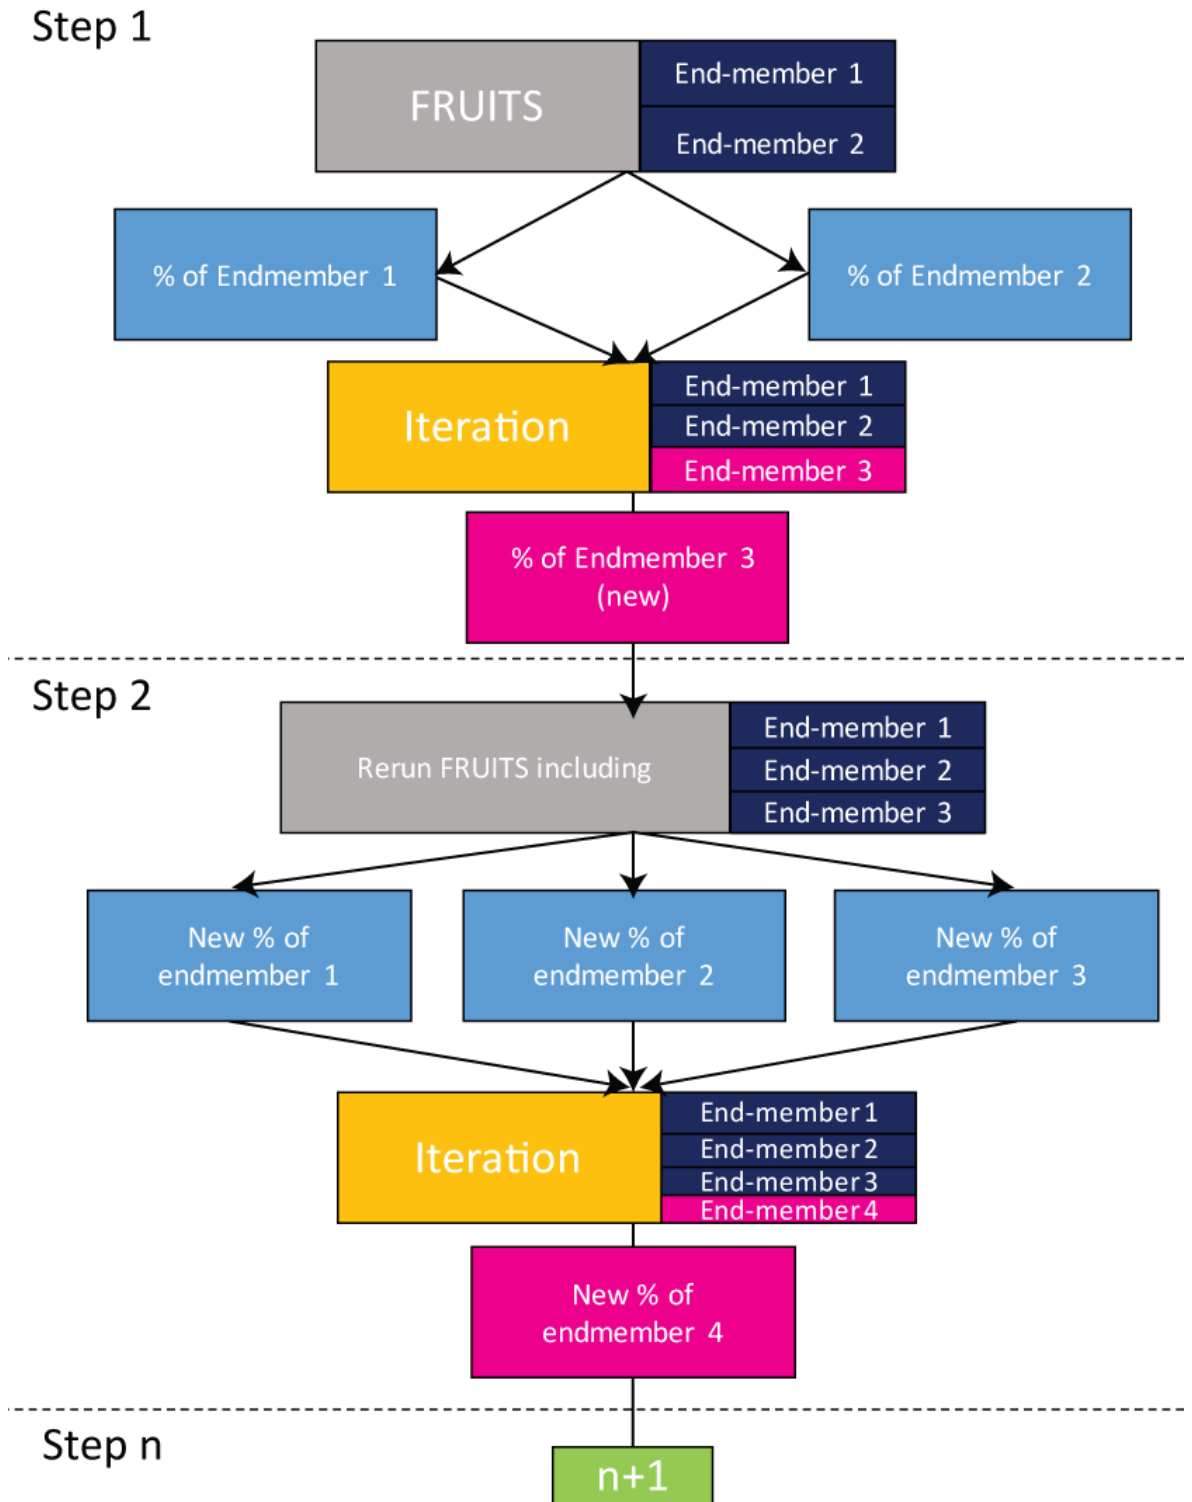 Step 1
FRUITS
End-member 1
End-member 2
% of Endmember 1
% of Endmember 2
Iteration
End-member 1
End-member 2
End-member 3
% of Endmember 3
(new)
Step 2
Rerun FRUITS including
End-member 1
End-member 2
End-member 3
New % of
endmember 1
New % of
endmember 2
New % of
endmember 3
Iteration
End-member 1
End-member 2
End-member 3
End-member 4
New % of
endmember 4
Step n
n+1